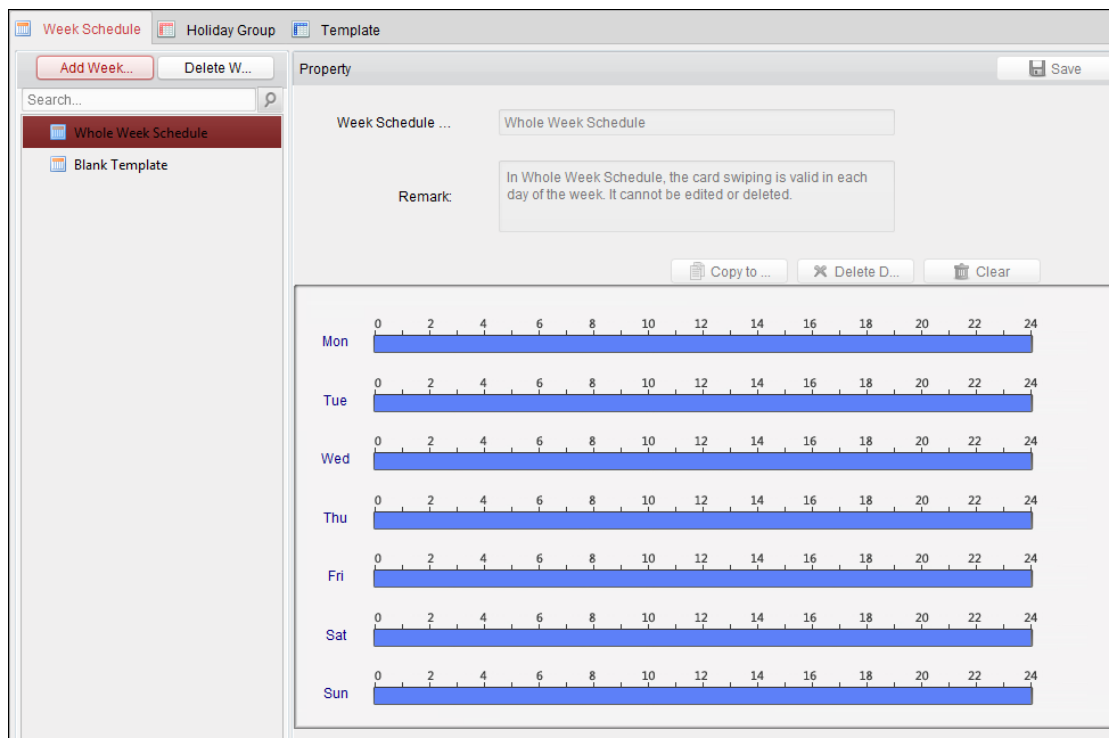 Week Schedule Holiday Group Template
Add Week... Delete W...
Search...
Whole Week Schedule
Blank Template
Property Save
Week Schedule ... Whole Week Schedule
Remark: In Whole Week Schedule, the card swiping is valid in each
day of the week. It cannot be edited or deleted.
Copy to ... Delete D... Clear
0 2 4 6 8 10 12 14 16 18 20 22 24
Mon
0 2 4 6 8 10 12 14 16 18 20 22 24
Tue
0 2 4 6 8 10 12 14 16 18 20 22 24
Wed
0 2 4 6 8 10 12 14 16 18 20 22 24
Thu
0 2 4 6 8 10 12 14 16 18 20 22 24
Fri
0 2 4 6 8 10 12 14 16 18 20 22 24
Sat
0 2 4 6 8 10 12 14 16 18 20 22 24
Sun